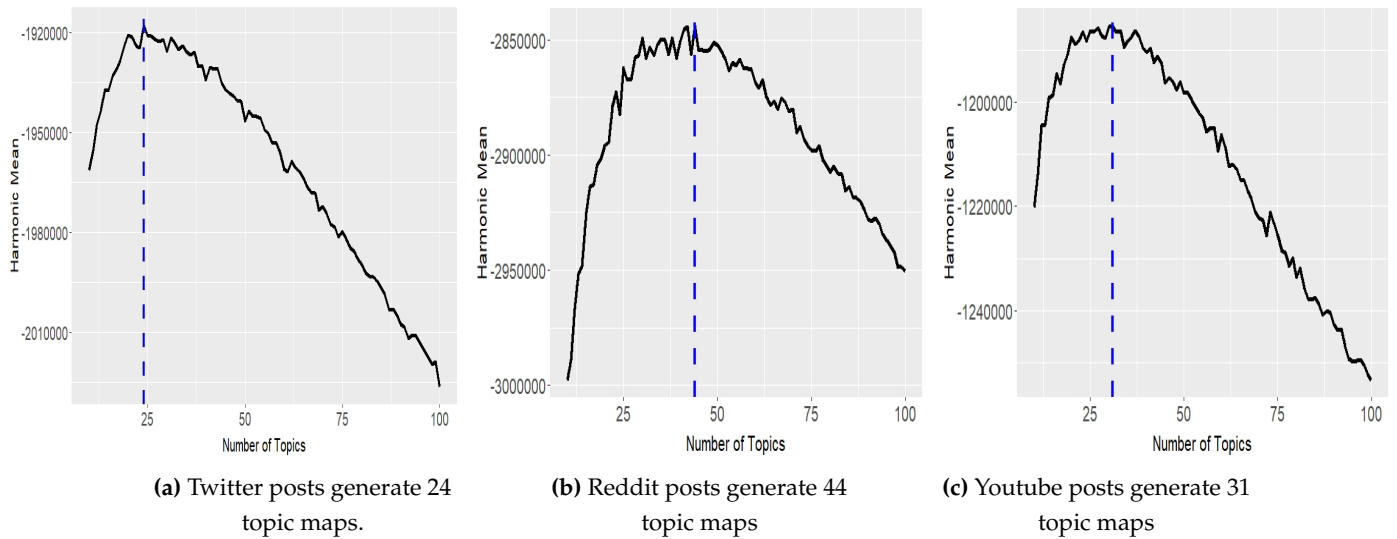 -1920000
-1950000
-1980000
-2010000
Harmonic Mean
25 50 75 100
Number of Topics
(a) Twitter posts generate 24
topic maps.
-2850000
-2900000
-2950000
-3000000
Harmonic Mean
25 50 75 100
Number of Topics
(b) Reddit posts generate 44
topic maps
-1200000
-1220000
-1240000
Harmonic Mean
25 50 75 100
Number of Topics
(c) Youtube posts generate 31
topic maps